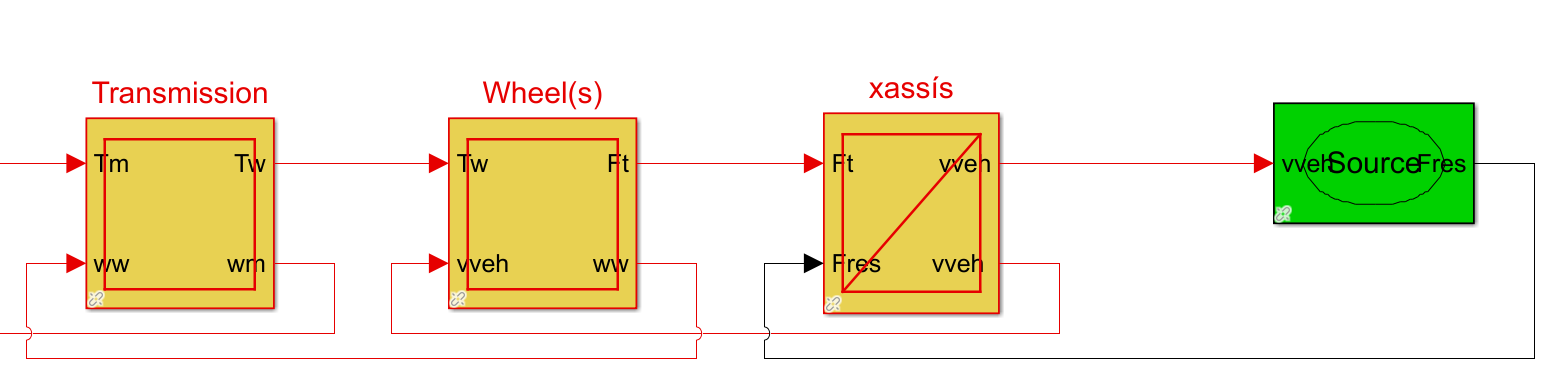 Transmission
Wheel(s)
xassís
Tm Tw
ww wm
Tw Ft
vveh ww
Ft vveh
Fres vveh
vveh Source Fres